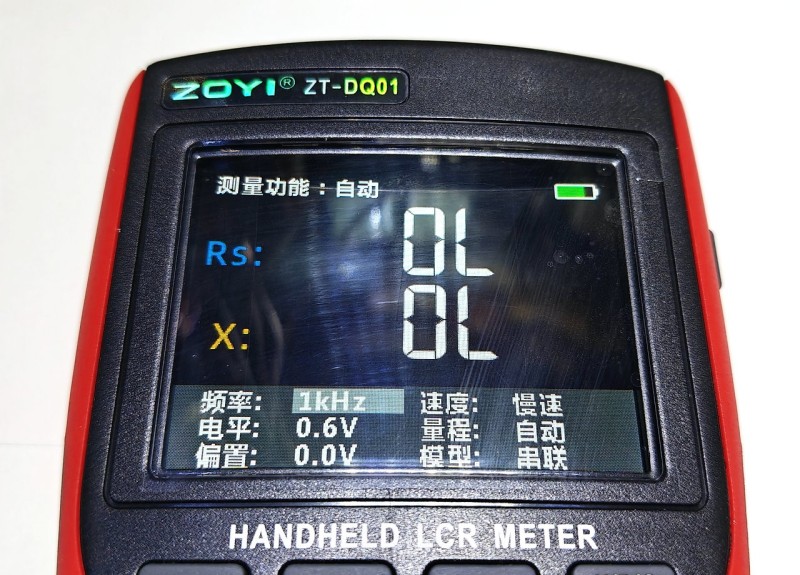 ZOYI® ZT-DQ01
测量功能：自动
Rs: OL
X: OL
频率: 1kHz 速度: 慢速
电平: 0.6V 量程: 自动
偏置: 0.0V 模型: 串联
HANDHELD LCR METER